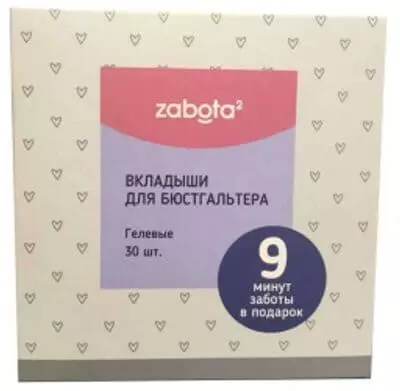 zabota²
ВКЛАДЫШИ
ДЛЯ БЮСТГАЛЬТЕРА
Гелевые
30 шт.
9
минут
заботы
в подарок